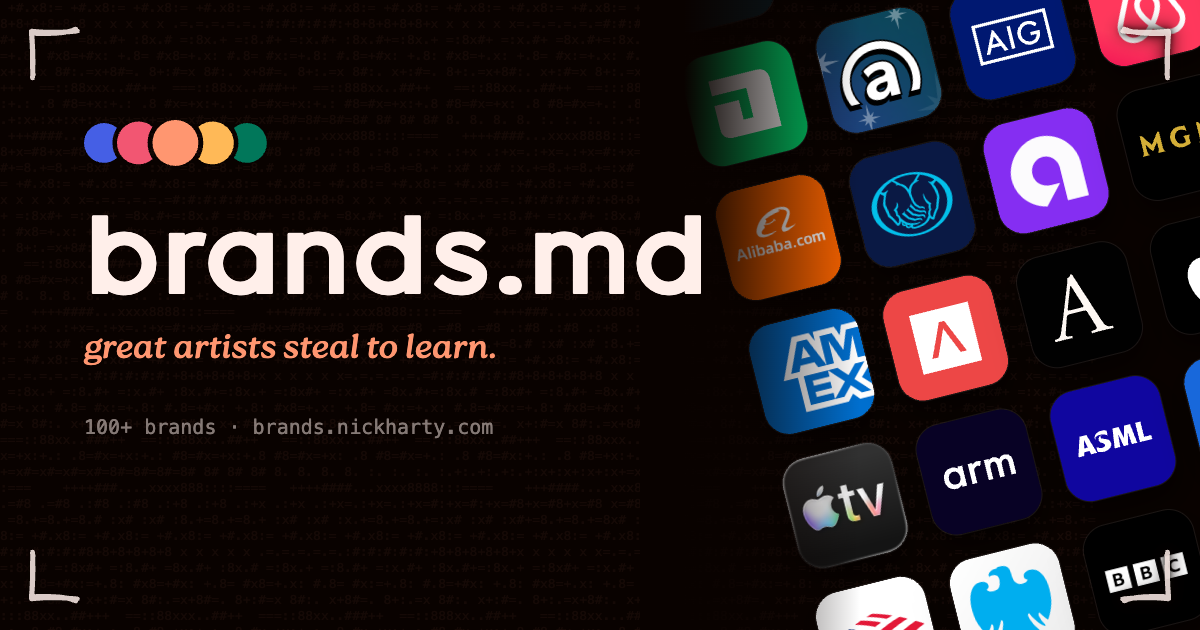 brands.md
great artists steal to learn.
100+ brands · brands.nickharty.com
a
AIG
Alibaba.com
a
AM
EX
A
tv
arm
ASML
BBC